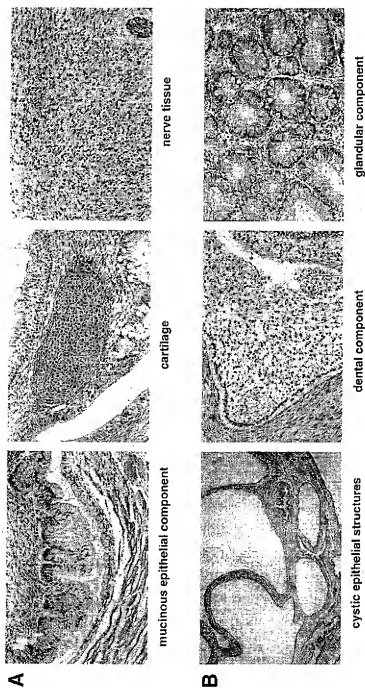 A
mucinous epithelial component
cartilage
nerve tissue
B
cystic epithelial structures
dental component
glandular component